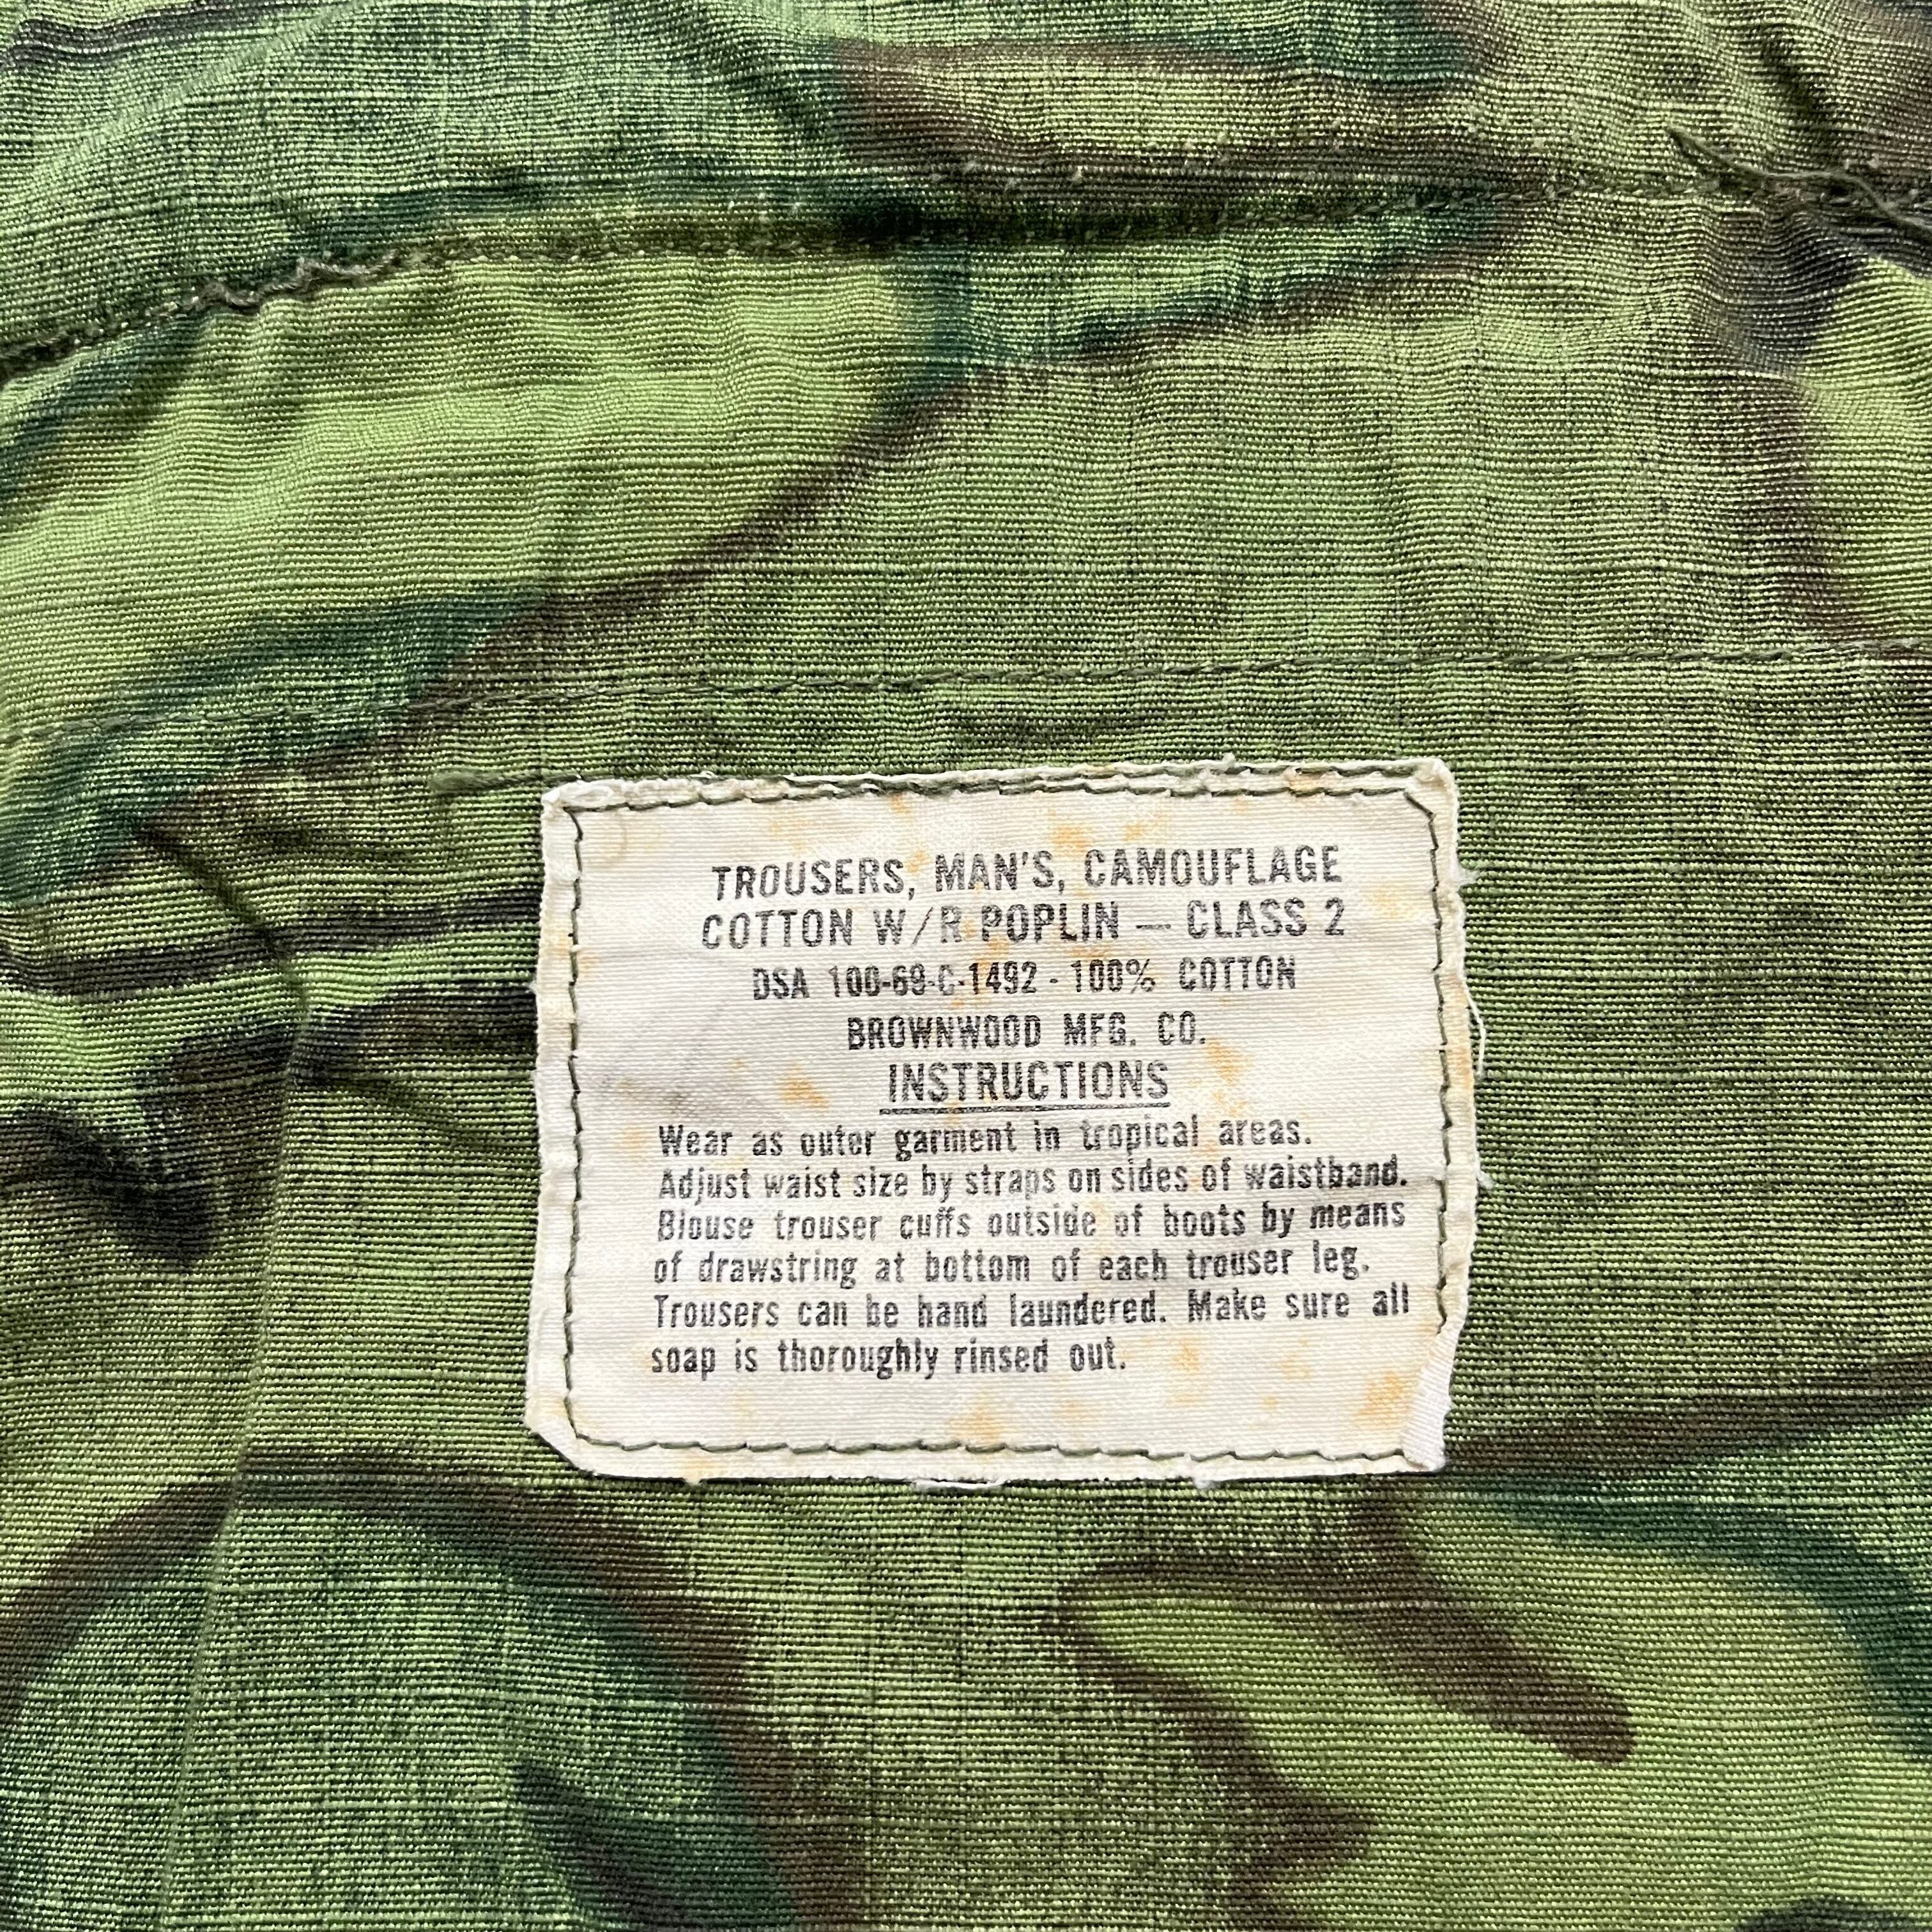 TROUSERS, MAN'S, CAMOUFLAGE
COTTON W/R POPLIN — CLASS 2
DSA 100-69-C-1492 - 100% COTTON
BROWNWOOD MFG. CO.
INSTRUCTIONS
Wear as outer garment in tropical areas.
Adjust waist size by straps on sides of waistband.
Blouse trouser cuffs outside of boots by means
of drawstring at bottom of each trouser leg.
Trousers can be hand laundered. Make sure all
soap is thoroughly rinsed out.